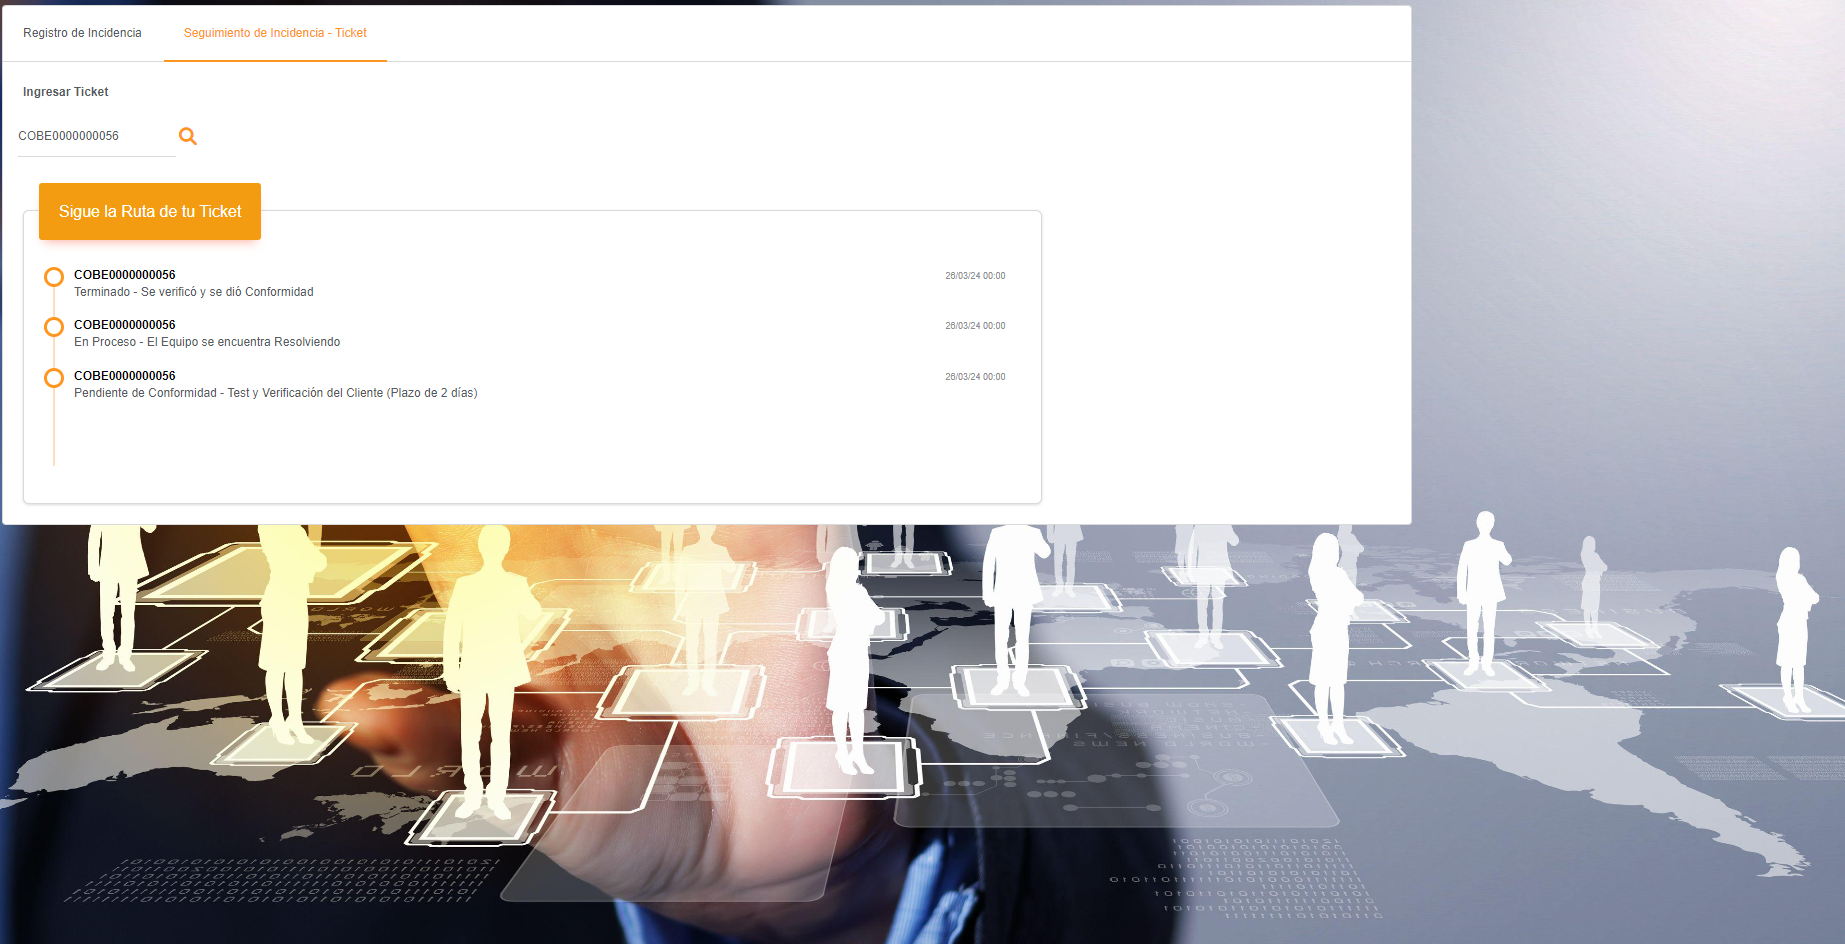 Registro de Incidencia
Seguimiento de Incidencia - Ticket
Ingresar Ticket
COBE0000000056
Sigue la Ruta de tu Ticket
COBE0000000056
26/03/24 00:00
Terminado - Se verificó y se dió Conformidad
COBE0000000056
26/03/24 00:00
En Proceso - El Equipo se encuentra Resolviendo
COBE0000000056
26/03/24 00:00
Pendiente de Conformidad - Test y Verificación del Cliente (Plazo de 2 días)